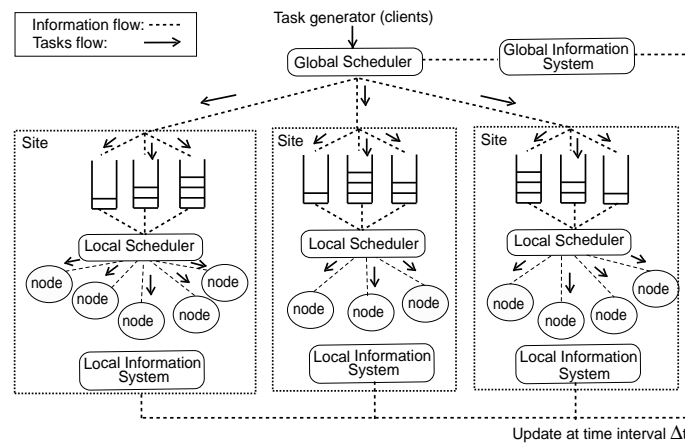 Information flow:
Tasks flow:
Task generator (clients)
Global Scheduler
Global Information
System
Site
Site
Site
Local Scheduler
Local Scheduler
Local Scheduler
node
node
node
node
node
node
node
node
node
node
node
node
Local Information
System
Local Information
System
Local Information
System
Update at time interval Δt